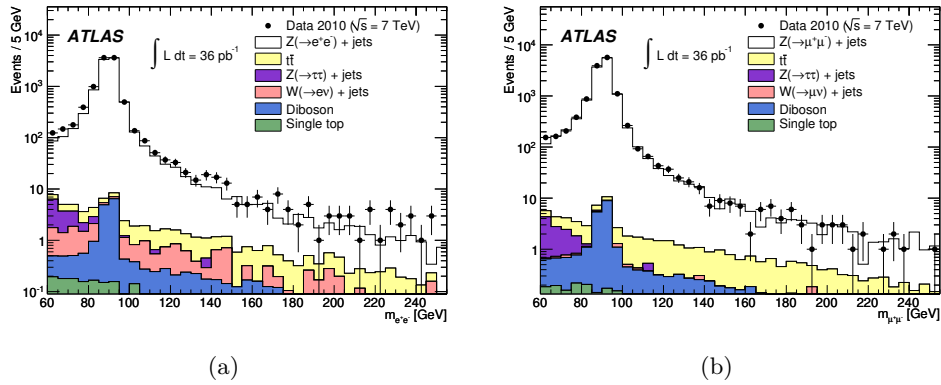 Events / 5 GeV
10⁴
10³
10²
10
1
10⁻¹
ATLAS
∫ L dt = 36 pb⁻¹
Data 2010 (√s = 7 TeV)
Z(→e⁺e⁻) + jets
tt̄
Z(→ττ) + jets
W(→eν) + jets
Diboson
Single top
60 80 100 120 140 160 180 200 220 240
m e⁺e⁻ [GeV]
(a)
Events / 5 GeV
10⁴
10³
10²
10
1
ATLAS
∫ L dt = 36 pb⁻¹
Data 2010 (√s = 7 TeV)
Z(→μ⁺μ⁻) + jets
tt̄
Z(→ττ) + jets
W(→μν) + jets
Diboson
Single top
60 80 100 120 140 160 180 200 220 240
m μ⁺μ⁻ [GeV]
(b)